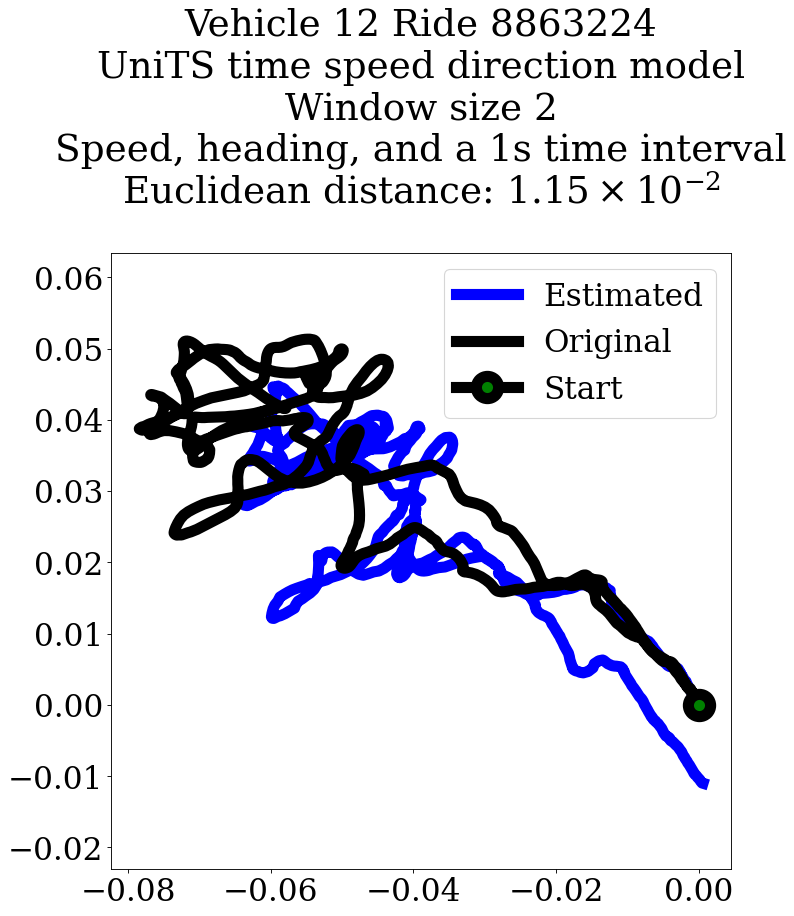 Vehicle 12 Ride 8863224
UniTS time speed direction model
Window size 2
Speed, heading, and a 1s time interval
Euclidean distance: 1.15 × 10⁻²
Estimated
Original
Start
0.06
0.05
0.04
0.03
0.02
0.01
0.00
−0.01
−0.02
−0.08 −0.06 −0.04 −0.02 0.00